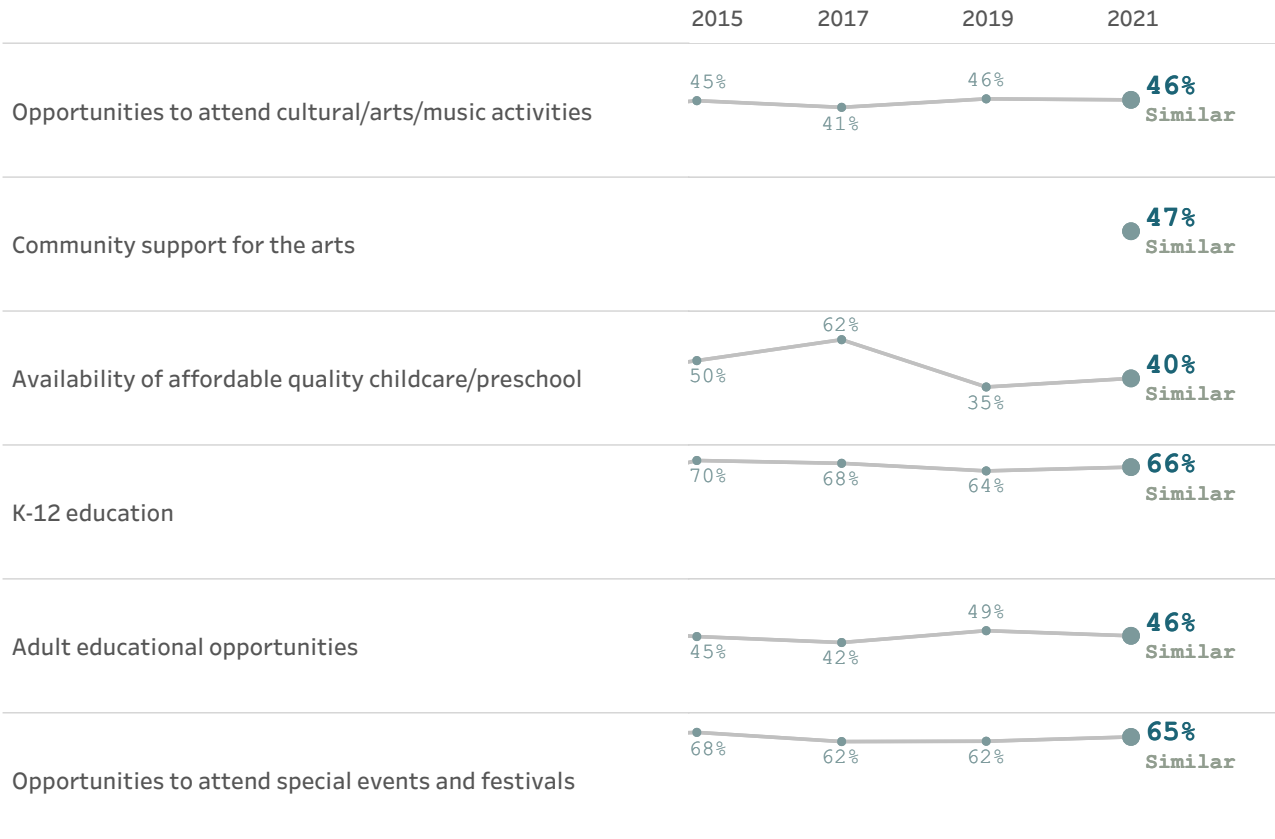 2015 2017 2019 2021
45% 46% 46%
Opportunities to attend cultural/arts/music activities 41% Similar
47%
Community support for the arts Similar
62%
Availability of affordable quality childcare/preschool 50% 40%
35% Similar
70% 68% 64% 66%
K-12 education Similar
49% 46%
Adult educational opportunities 45% 42% Similar
68% 62% 62% 65%
Opportunities to attend special events and festivals Similar